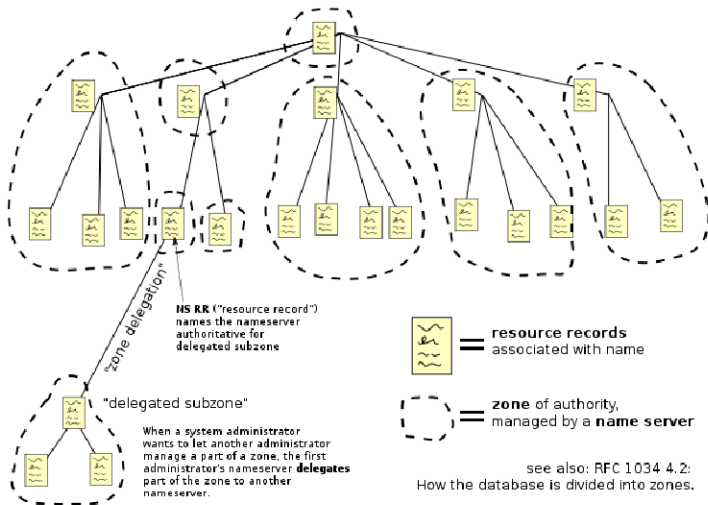 "zone delegation"
NS RR ("resource record")
names the nameserver
authoritative for
delegated subzone
resource records
associated with name
"delegated subzone"
When a system administrator
wants to let another administrator
manage a part of a zone, the first
administrator's nameserver delegates
part of the zone to another
nameserver.
zone of authority,
managed by a name server
see also: RFC 1034 4.2:
How the database is divided into zones.